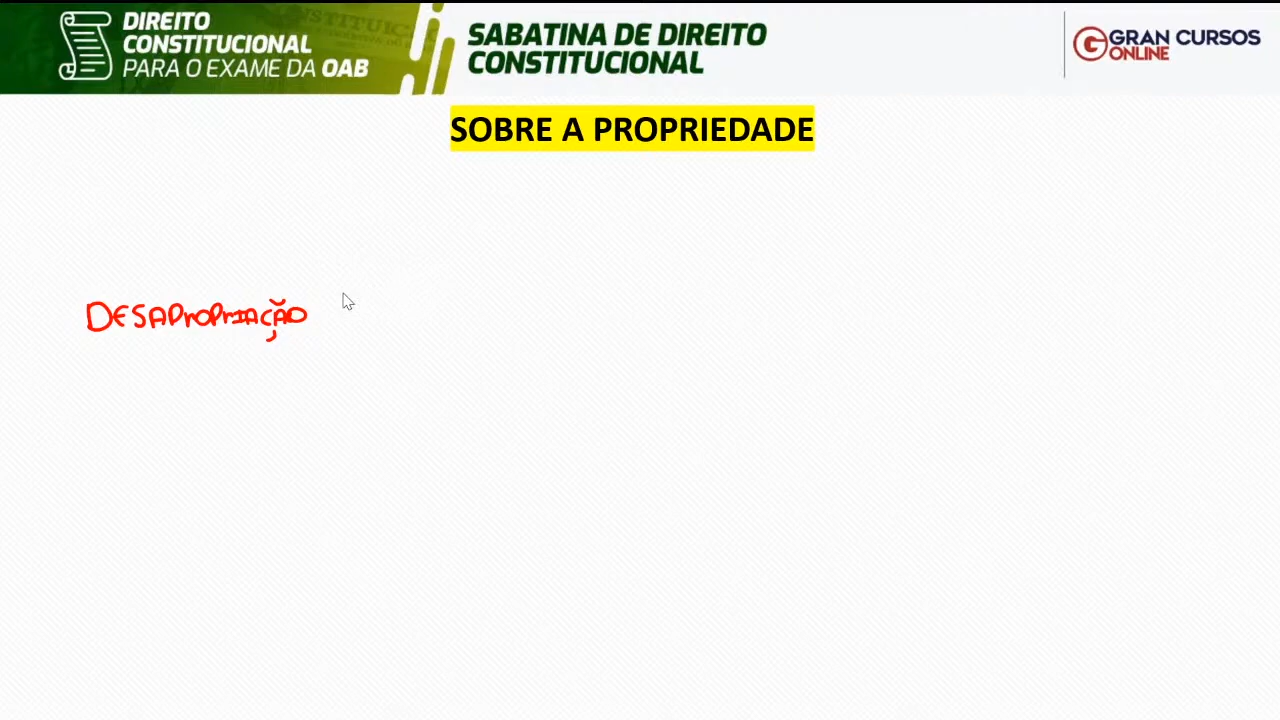 DIREITO
CONSTITUCIONAL
PARA O EXAME DA OAB
SABATINA DE DIREITO
CONSTITUCIONAL
GRAN CURSOS
ONLINE
SOBRE A PROPRIEDADE
DESAPROPRIAÇÃO